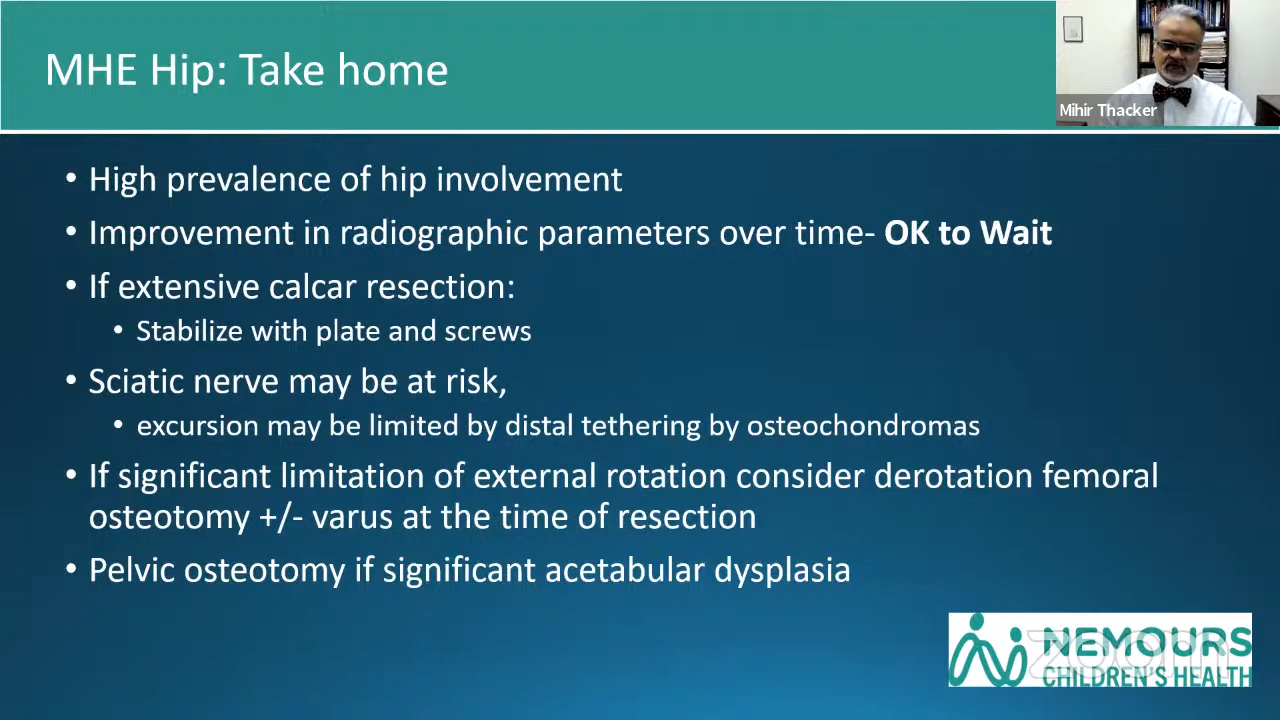 MHE Hip: Take home
Mihir Thacker
• High prevalence of hip involvement
• Improvement in radiographic parameters over time- OK to Wait
• If extensive calcar resection:
• Stabilize with plate and screws
• Sciatic nerve may be at risk,
• excursion may be limited by distal tethering by osteochondromas
• If significant limitation of external rotation consider derotation femoral
osteotomy +/- varus at the time of resection
• Pelvic osteotomy if significant acetabular dysplasia
NEMOURS
zoom
CHILDREN'S HEALTH